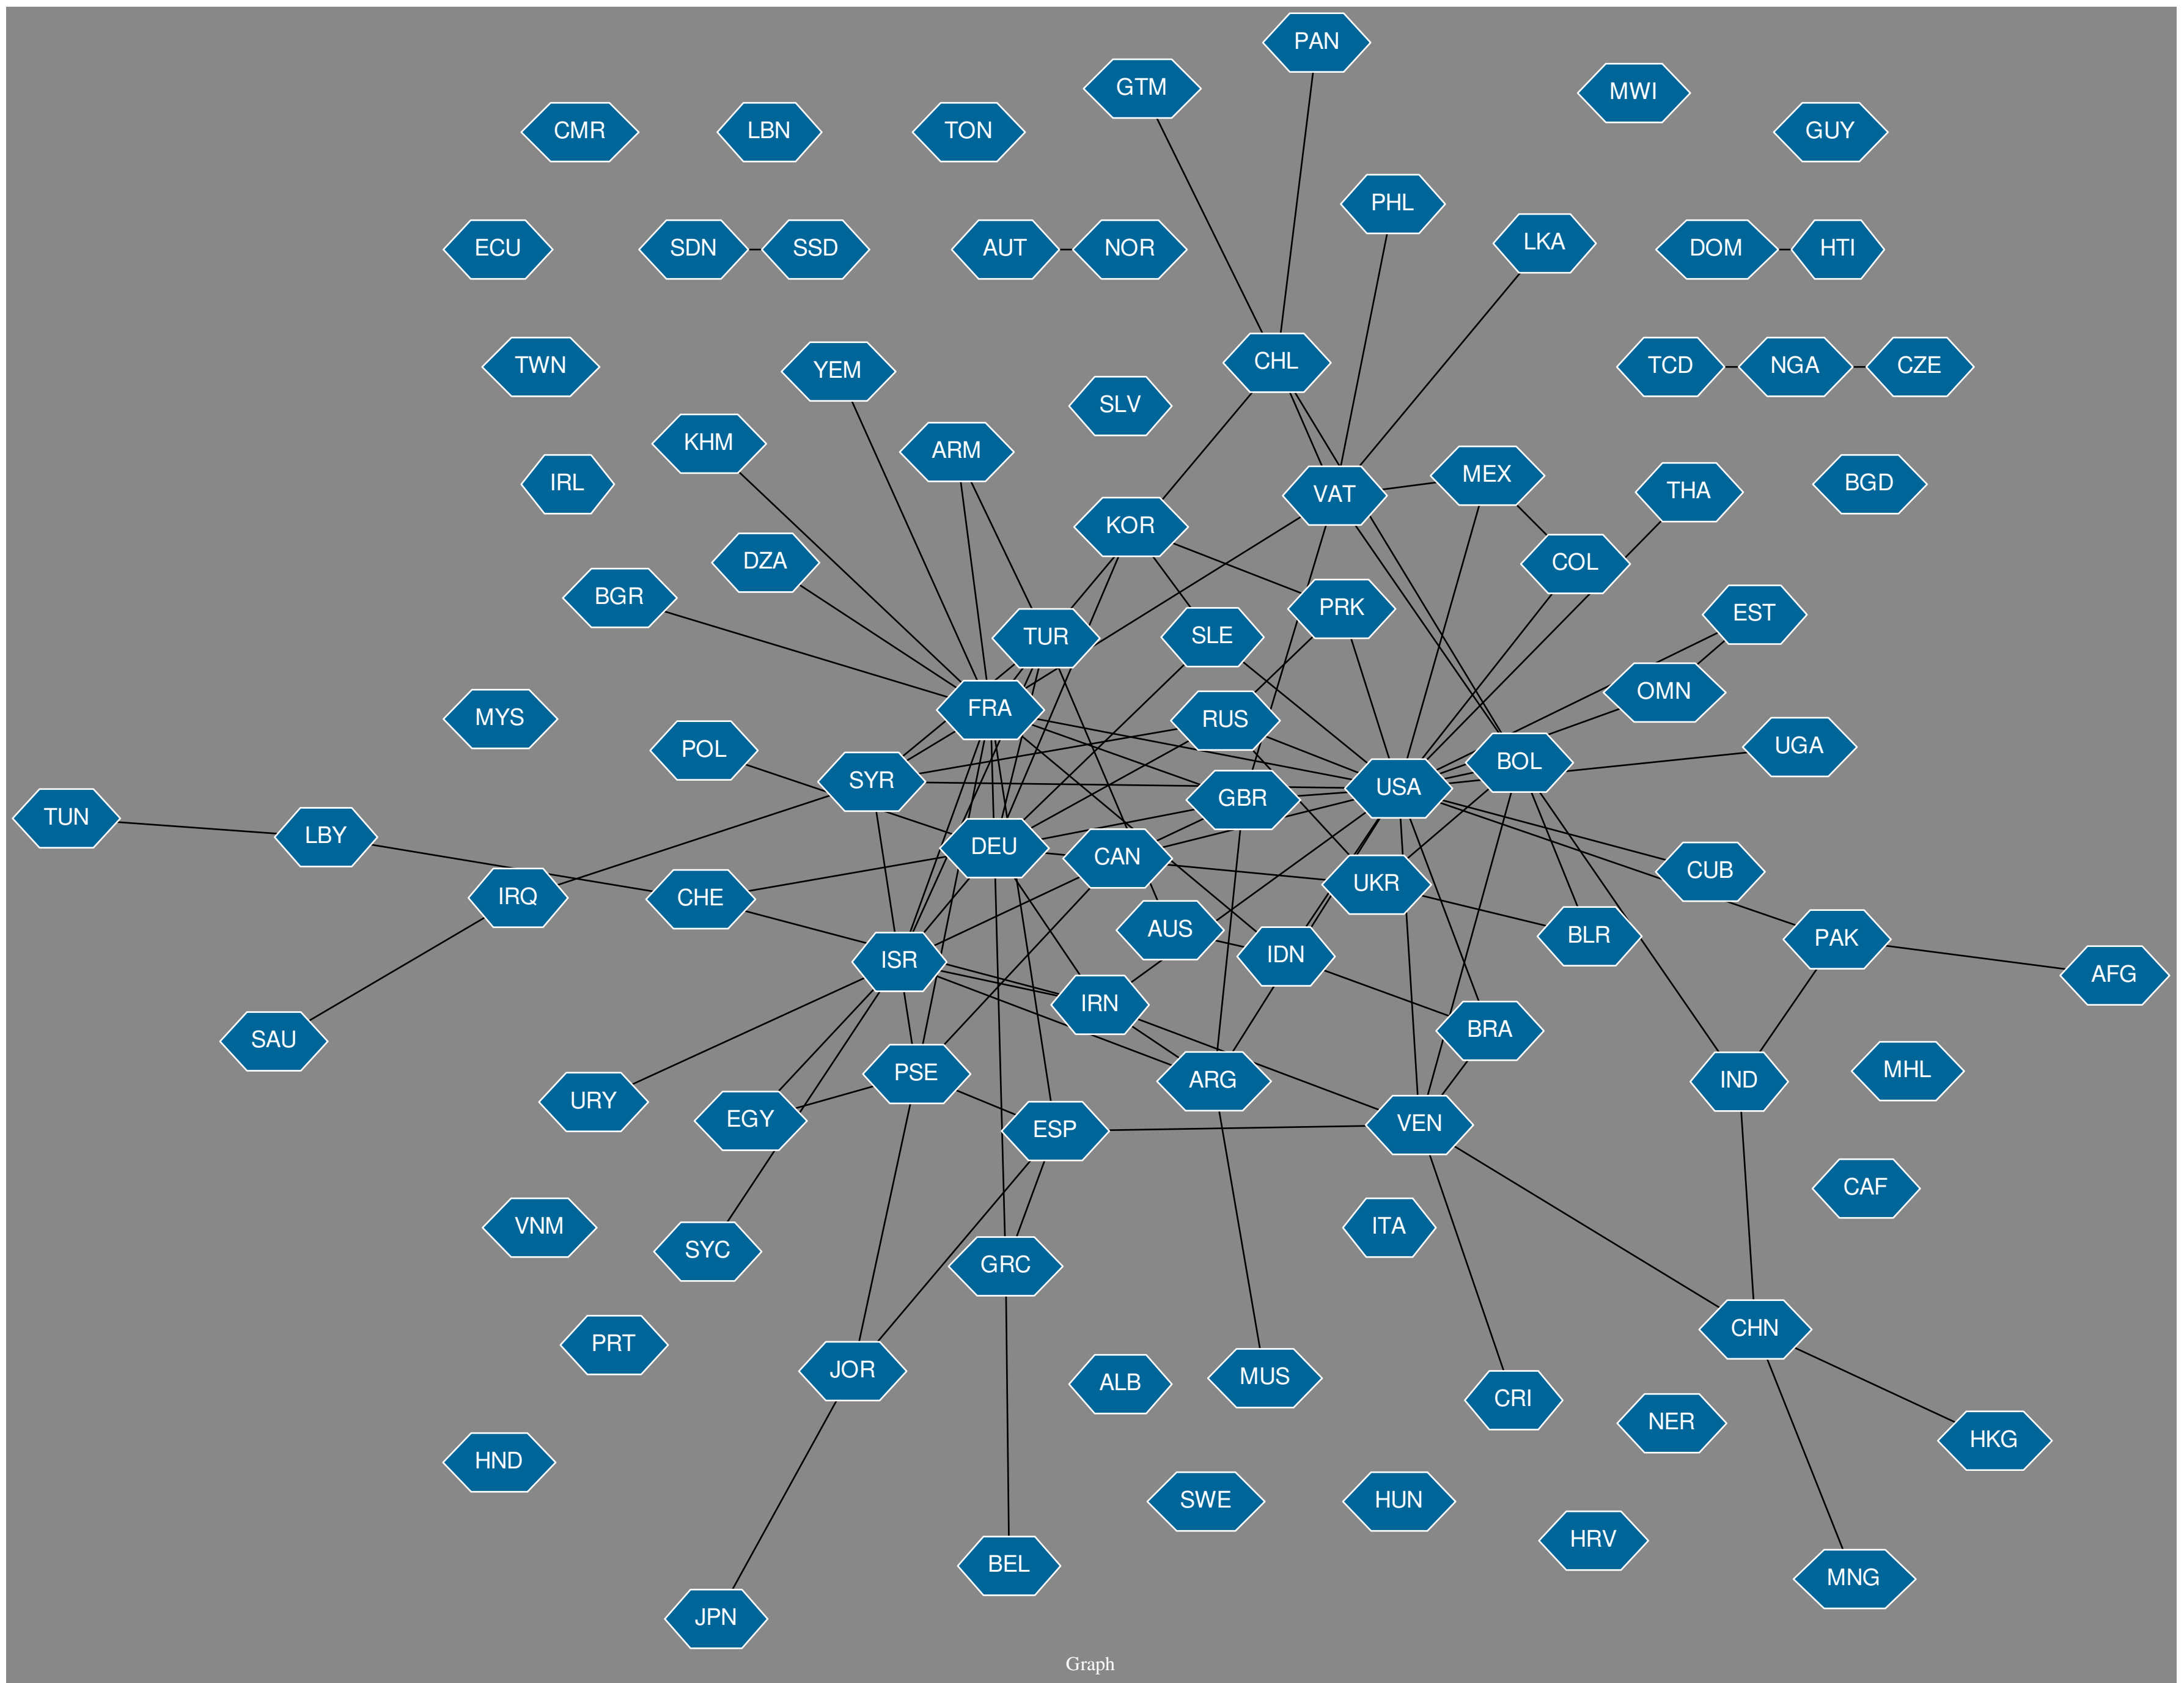 PAN
GTM
MWI
CMR
LBN
TON
GUY
PHL
LKA
ECU
SDN
SSD
AUT
NOR
DOM
HTI
CHL
TWN
YEM
TCD
NGA
CZE
SLV
KHM
ARM
MEX
IRL
VAT
THA
BGD
KOR
DZA
COL
BGR
PRK
EST
TUR
SLE
OMN
FRA
MYS
RUS
POL
UGA
BOL
SYR
USA
GBR
TUN
LBY
DEU
CAN
CUB
UKR
IRQ
CHE
AUS
BLR
PAK
ISR
IDN
AFG
IRN
BRA
SAU
PSE
ARG
IND
MHL
URY
EGY
ESP
VEN
CAF
VNM
ITA
SYC
GRC
CHN
PRT
JOR
ALB
MUS
CRI
NER
HKG
HND
SWE
HUN
HRV
BEL
MNG
JPN
Graph